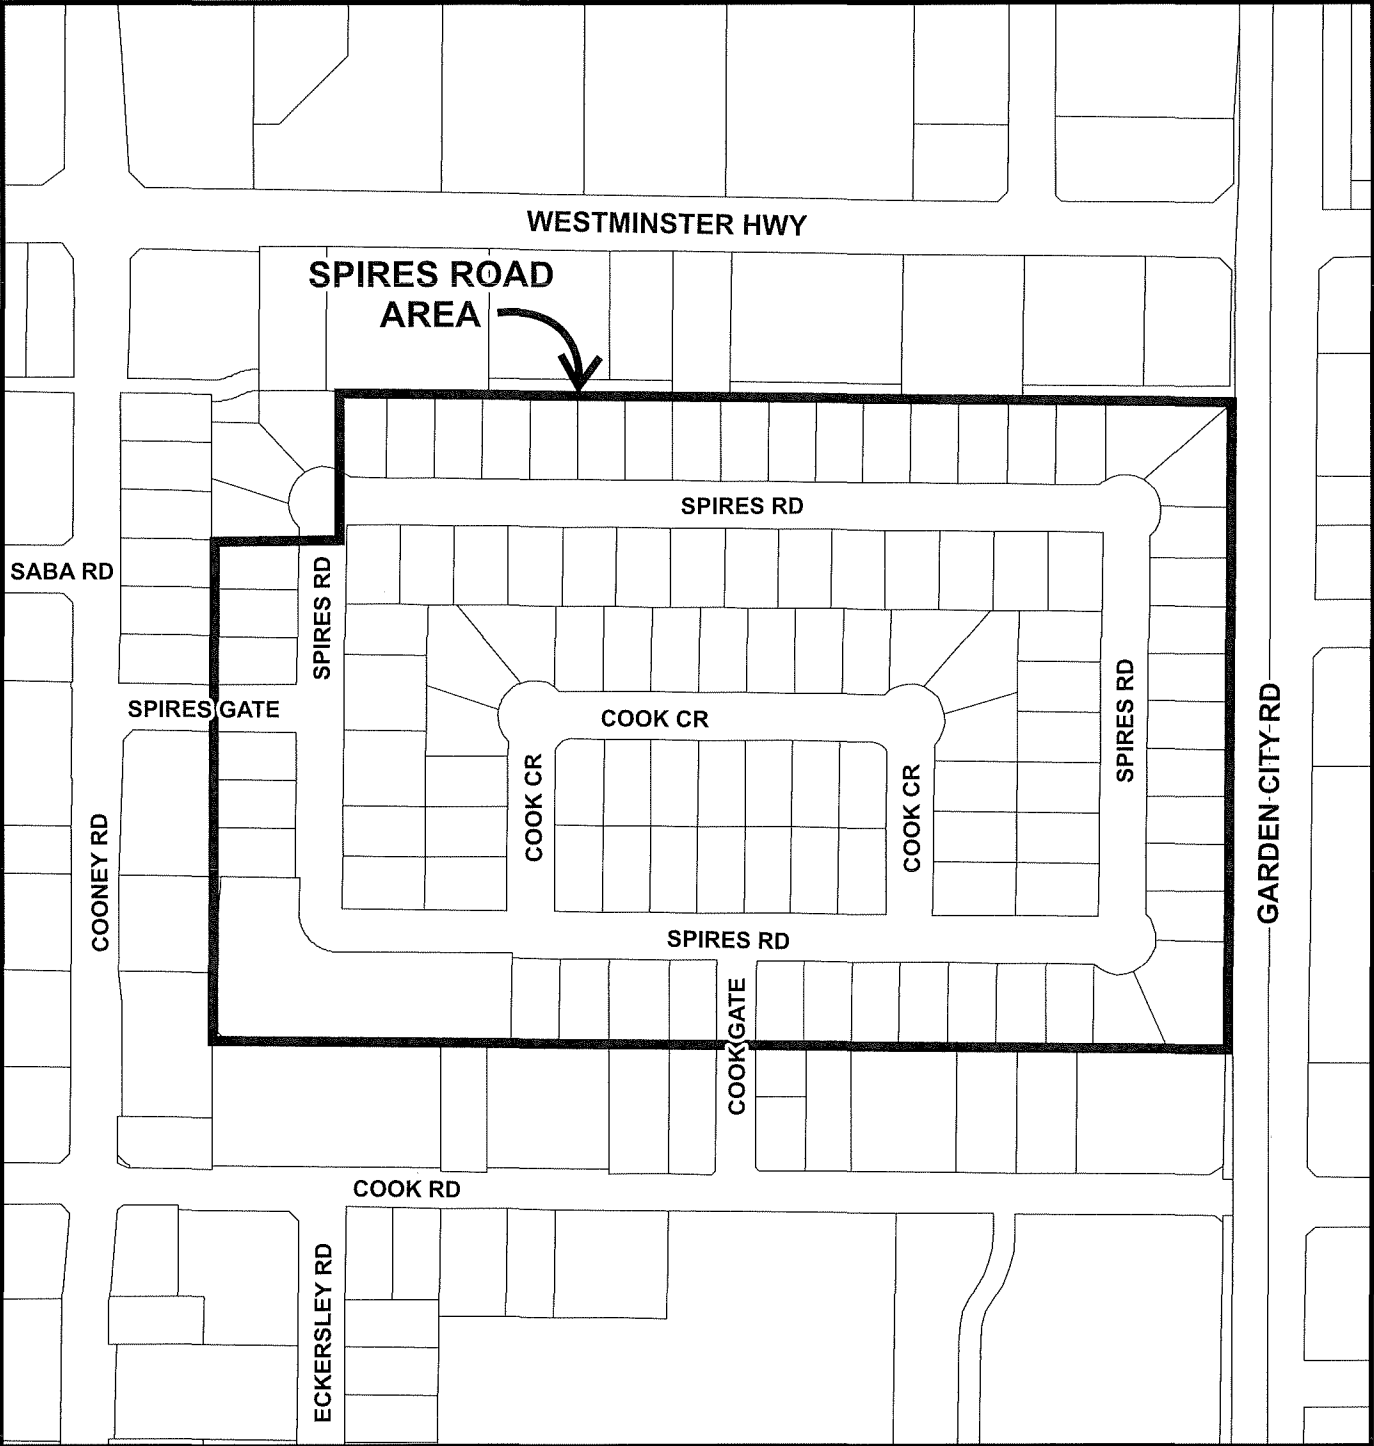 WESTMINSTER HWY
SPIRES ROAD
AREA
SPIRES RD
SABA RD
SPIRES RD
SPIRES GATE
COOK CR
SPIRES RD
GARDEN CITY RD
COOK CR
COOK CR
COONEY RD
SPIRES RD
COOK GATE
COOK RD
ECKERSLEY RD